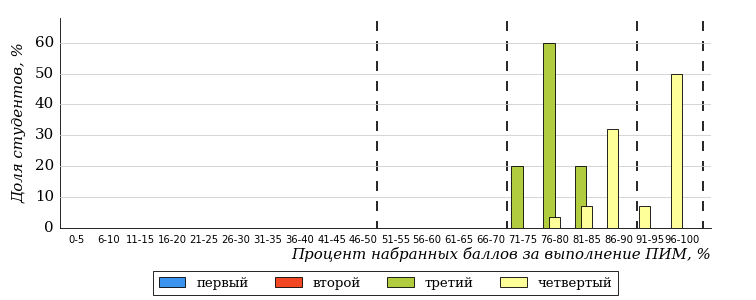 Доля студентов, %
60
50
40
30
20
10
0
0-5 6-10 11-15 16-20 21-25 26-30 31-35 36-40 41-45 46-50 51-55 56-60 61-65 66-70 71-75 76-80 81-85 86-90 91-95 96-100
Процент набранных баллов за выполнение ПИМ, %
первый второй третий четвертый